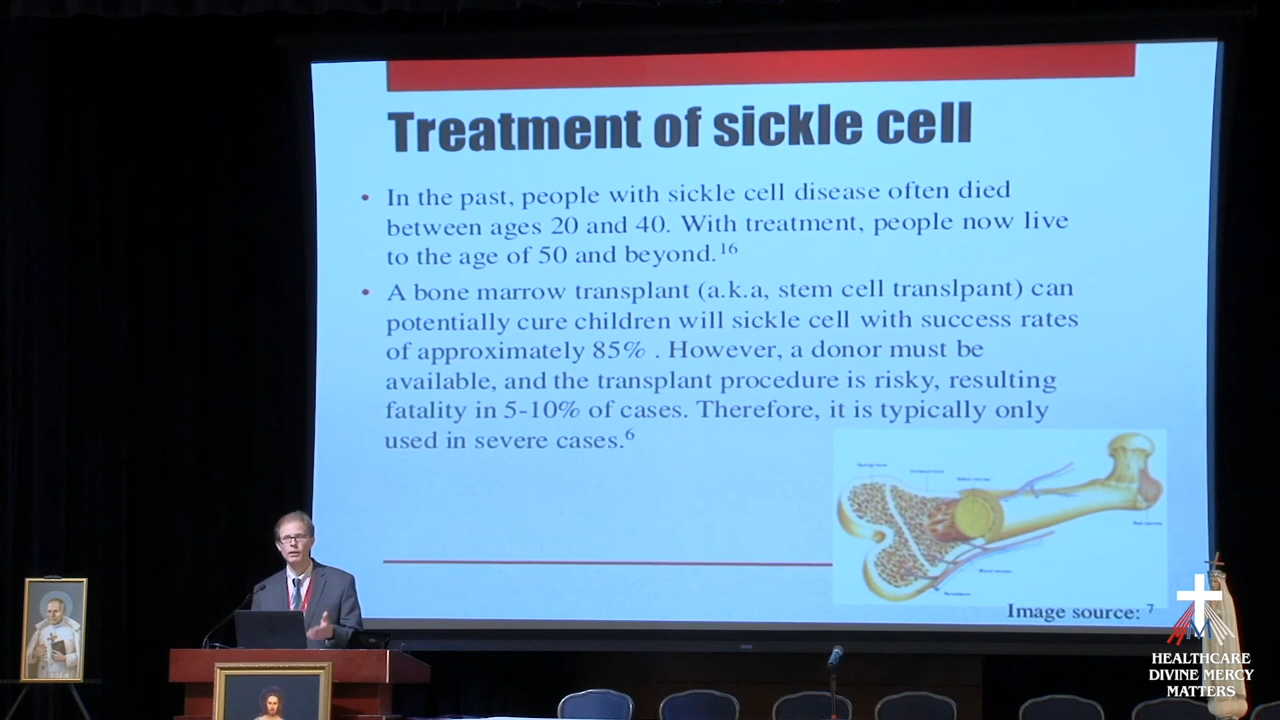 Treatment of sickle cell
• In the past, people with sickle cell disease often died
between ages 20 and 40. With treatment, people now live
to the age of 50 and beyond.16
• A bone marrow transplant (a.k.a, stem cell translpant) can
potentially cure children will sickle cell with success rates
of approximately 85% . However, a donor must be
available, and the transplant procedure is risky, resulting
fatality in 5-10% of cases. Therefore, it is typically only
used in severe cases.6
Image source: 7
HEALTHCARE
DIVINE MERCY
MATTERS